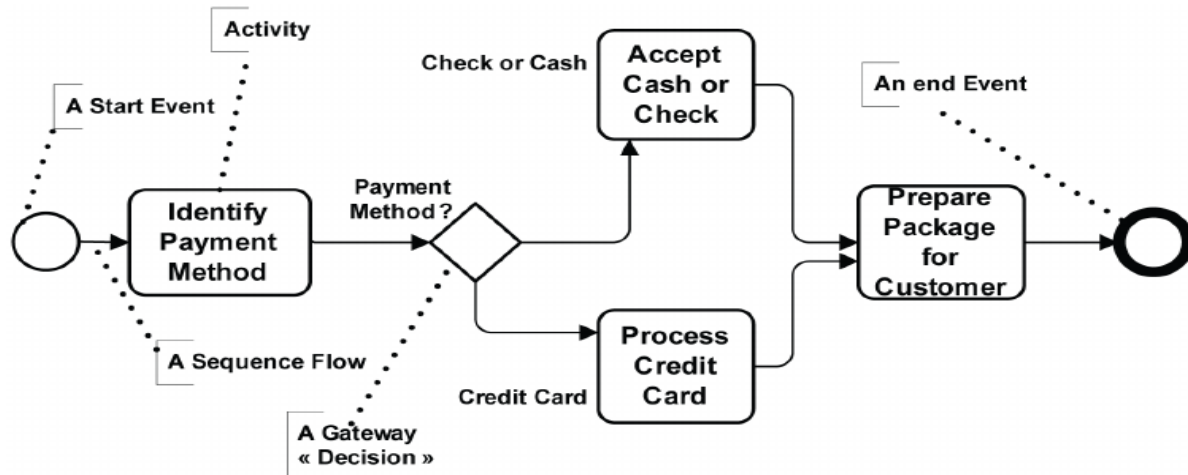 Activity
A Start Event
Check or Cash
Accept
Cash or
Check
An end Event
Payment
Method?
Identify
Payment
Method
Prepare
Package
for
Customer
A Sequence Flow
Process
Credit
Card
Credit Card
A Gateway
« Decision »